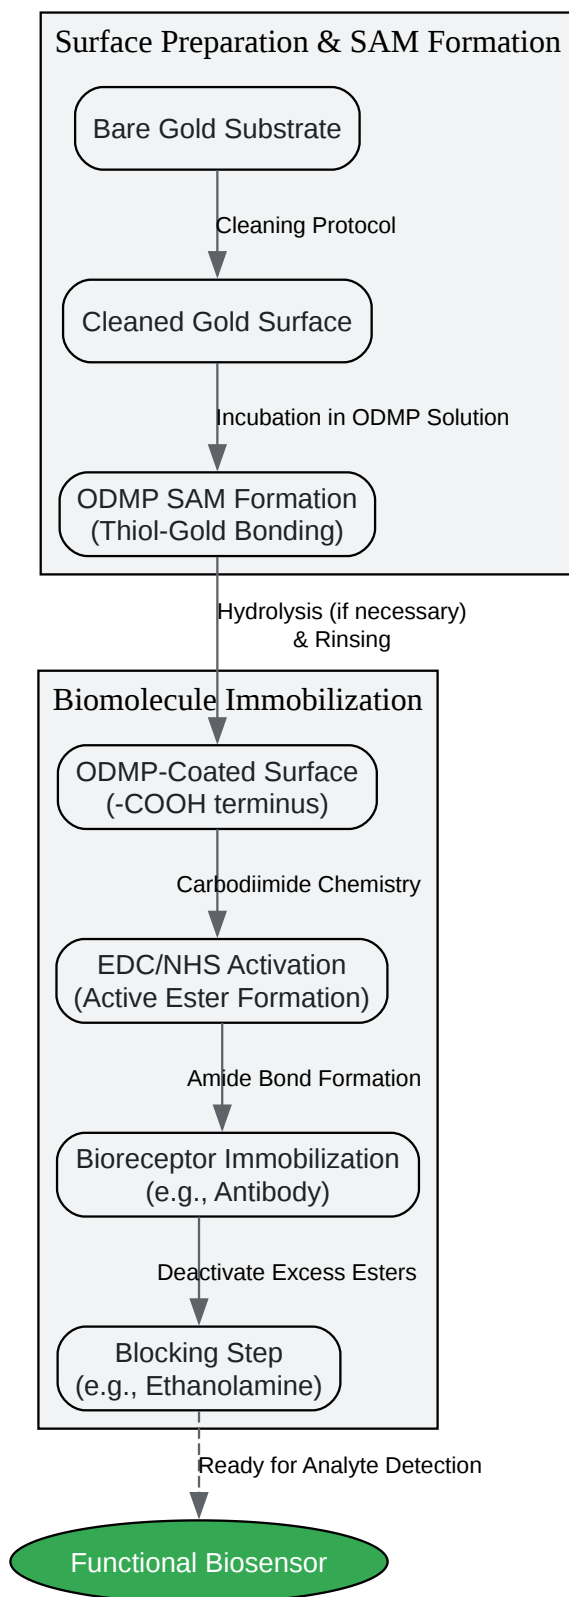 Surface Preparation & SAM Formation
Bare Gold Substrate
Cleaning Protocol
Cleaned Gold Surface
Incubation in ODMP Solution
ODMP SAM Formation
(Thiol-Gold Bonding)
Hydrolysis (if necessary)
& Rinsing
Biomolecule Immobilization
ODMP-Coated Surface
(-COOH terminus)
Carbodiimide Chemistry
EDC/NHS Activation
(Active Ester Formation)
Amide Bond Formation
Bioreceptor Immobilization
(e.g., Antibody)
Deactivate Excess Esters
Blocking Step
(e.g., Ethanolamine)
Ready for Analyte Detection
Functional Biosensor